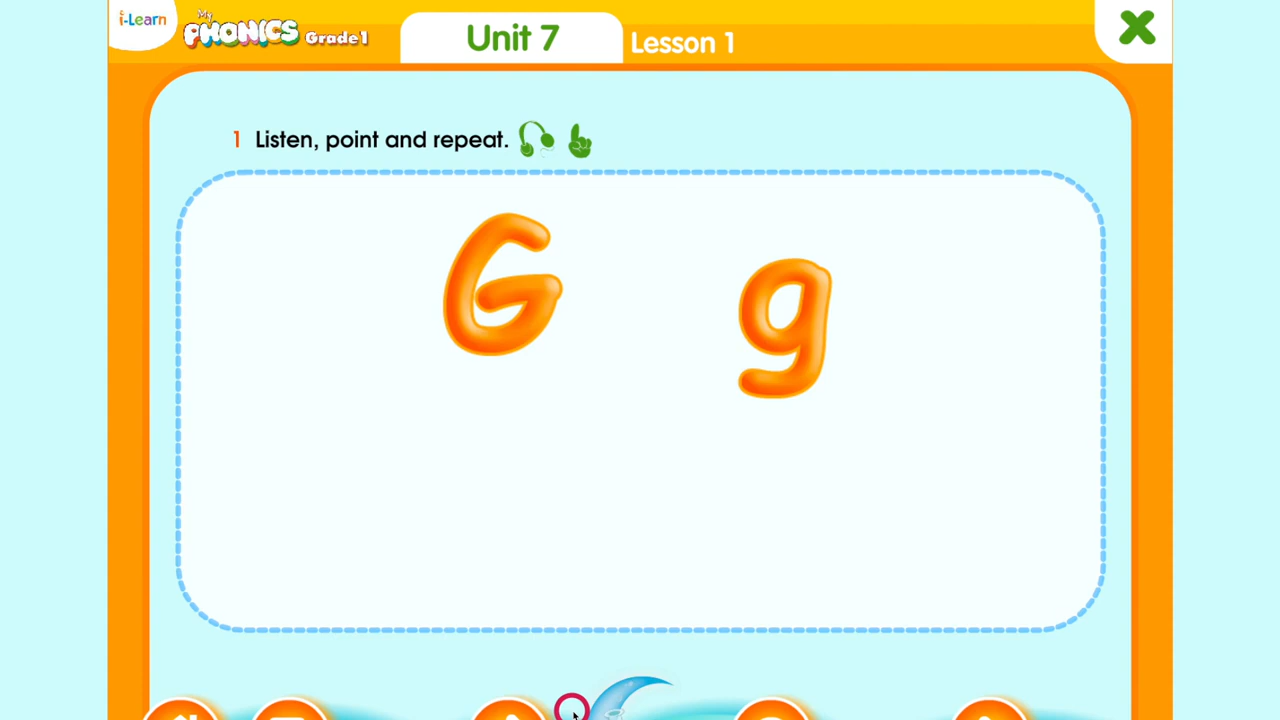 i-Learn
My
PHONICS Grade 1
Unit 7
Lesson 1
1 Listen, point and repeat.
G g